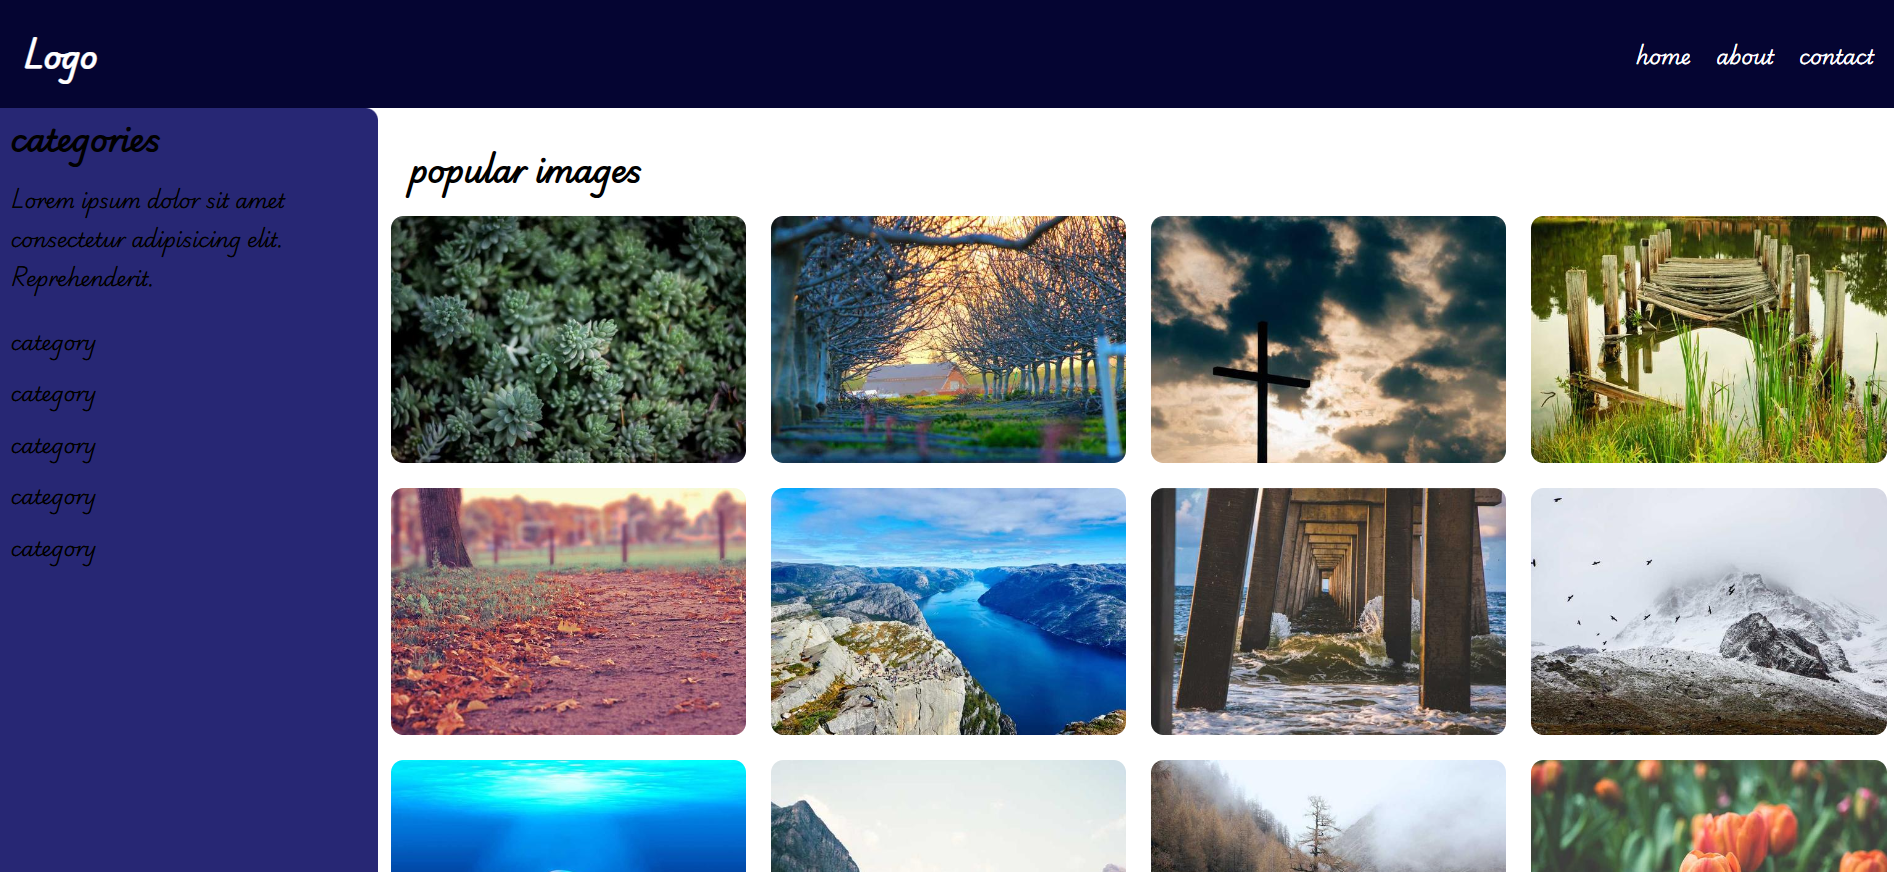 Logo
home about contact
categories
Lorem ipsum dolor sit amet
consectetur adipisicing elit.
Reprehenderit.
category
category
category
category
category
popular images